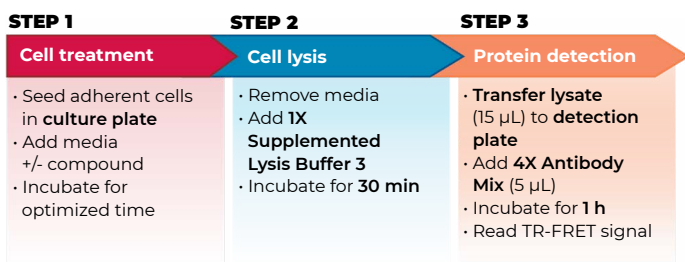 STEP 1
Cell treatment
• Seed adherent cells
in culture plate
• Add media
+/- compound
• Incubate for
optimized time
STEP 2
Cell lysis
• Remove media
• Add 1X
Supplemented
Lysis Buffer 3
• Incubate for 30 min
STEP 3
Protein detection
• Transfer lysate
(15 µL) to detection
plate
• Add 4X Antibody
Mix (5 µL)
• Incubate for 1 h
• Read TR-FRET signal